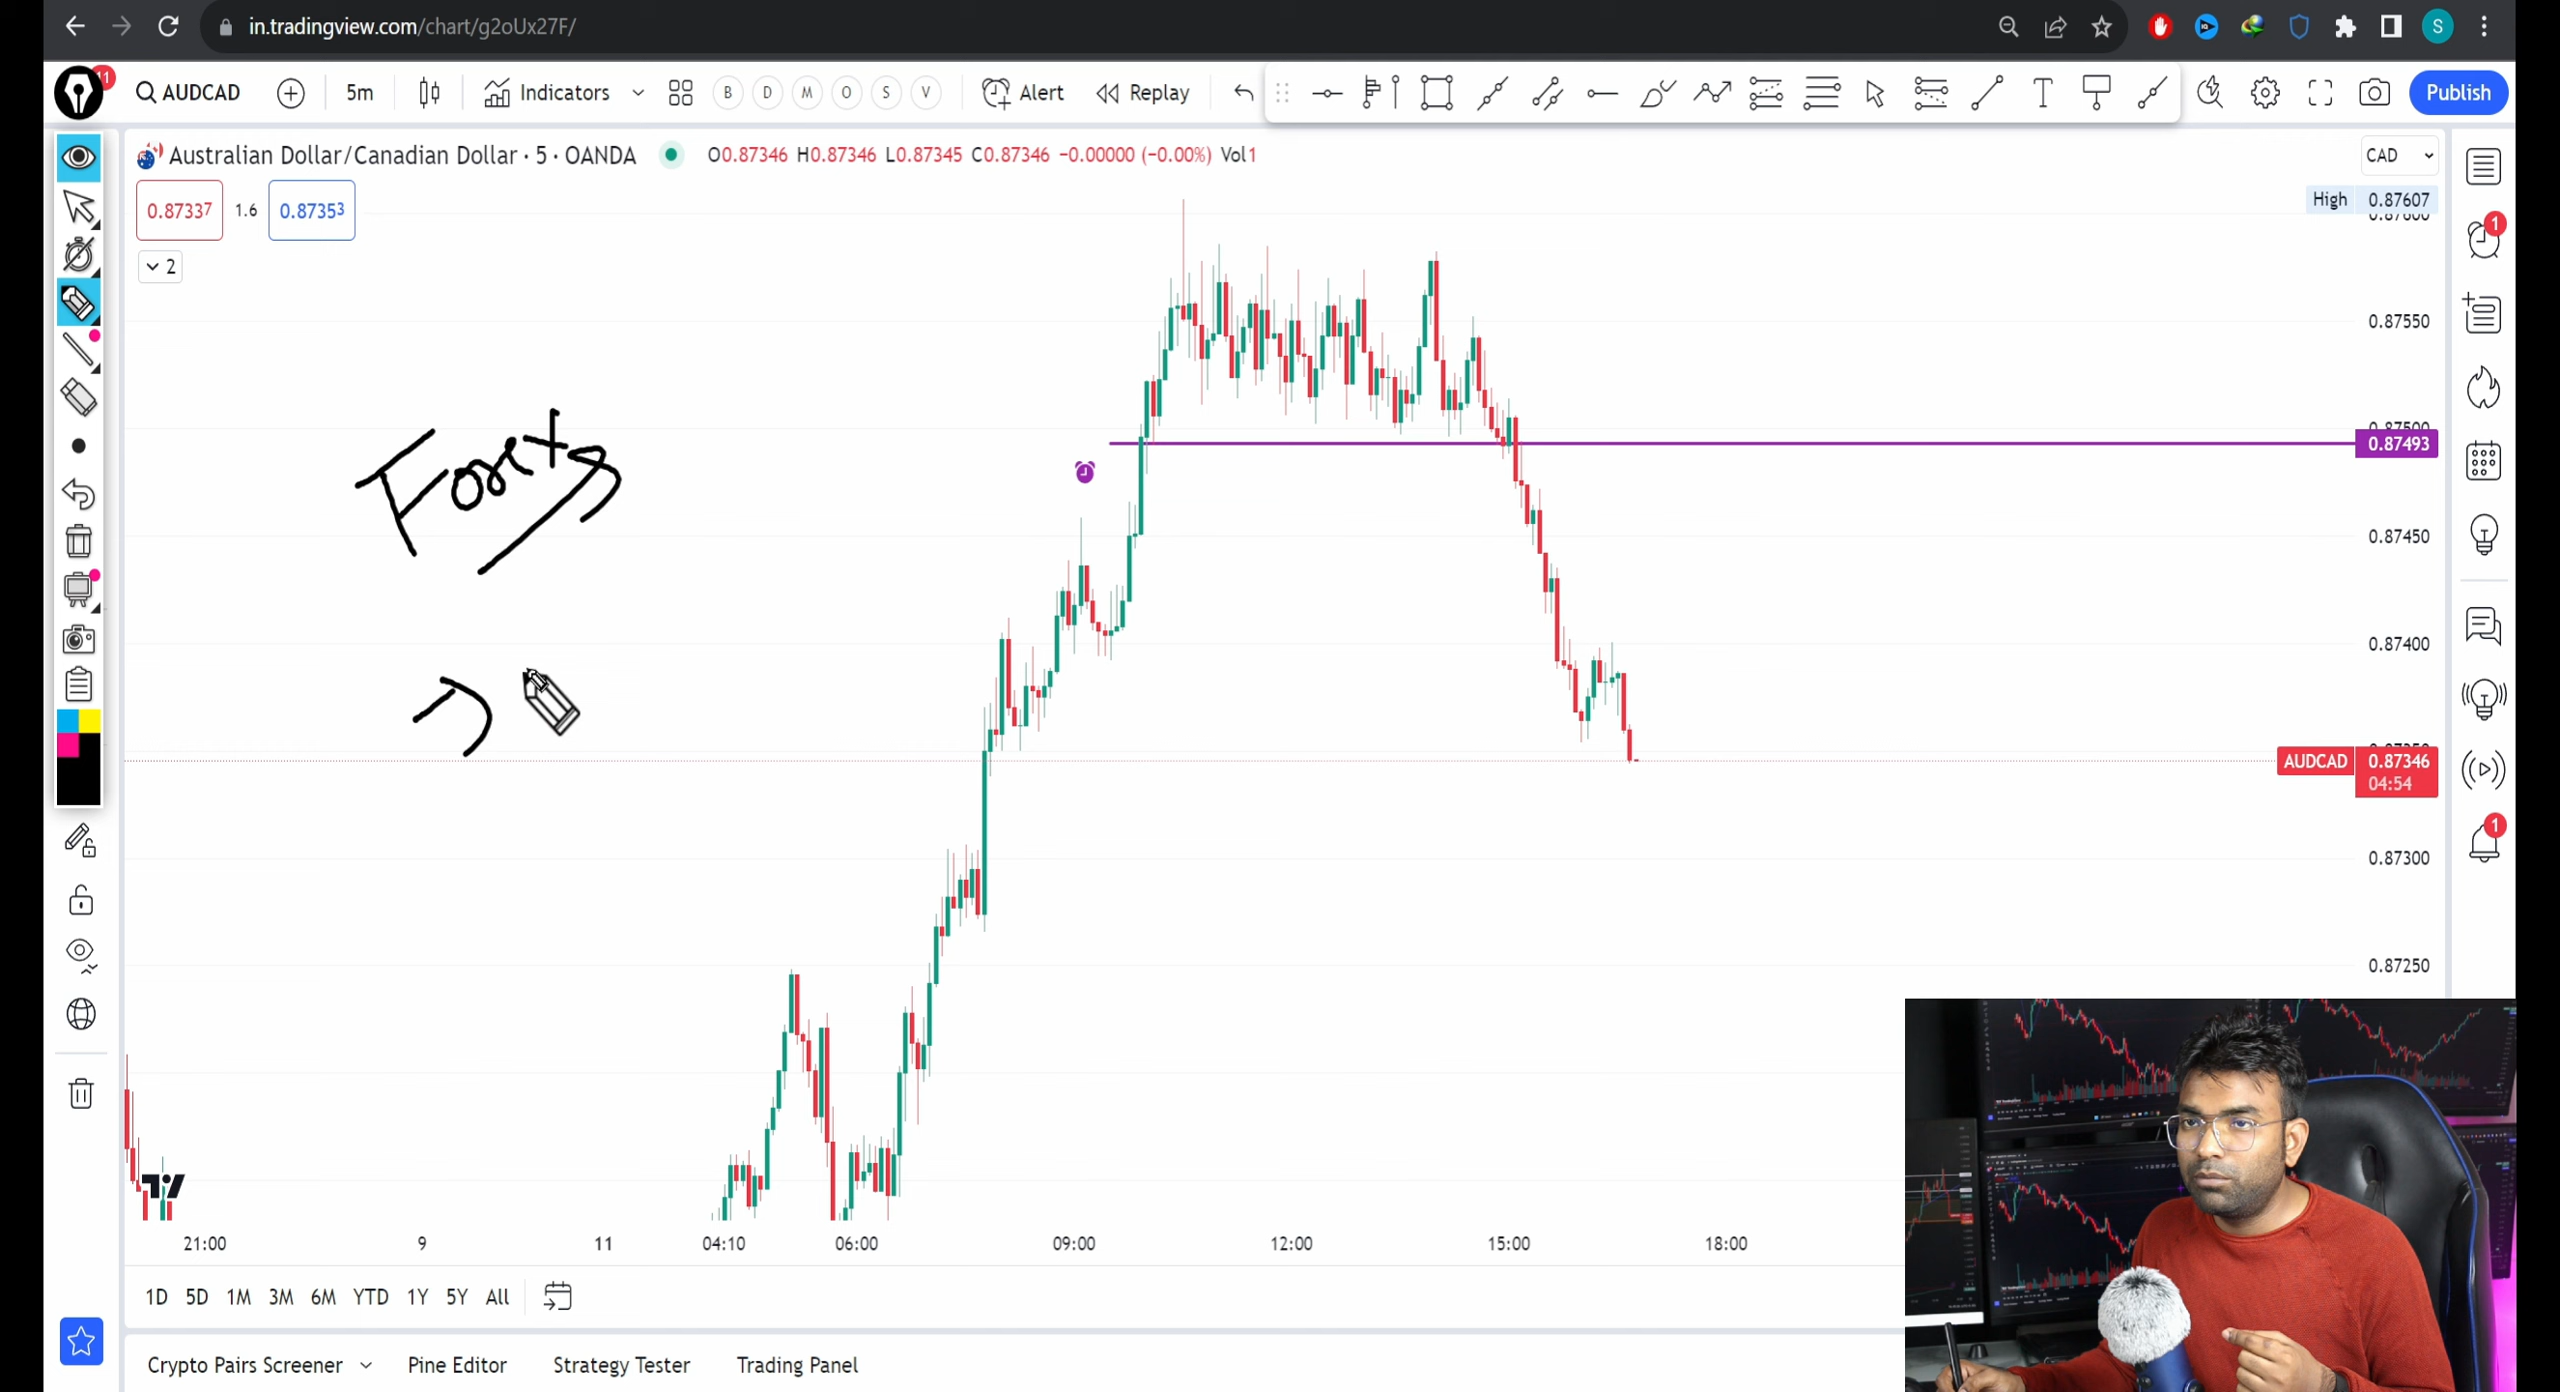 in.tradingview.com/chart/g2oUx27F/
S
11
AUDCAD
5m
Indicators
B D M O S V
Alert
Replay
T
Publish
Australian Dollar/Canadian Dollar · 5 · OANDA
O0.87346 H0.87346 L0.87345 C0.87346 −0.00000 (−0.00%) Vol1
CAD
0.87337
1.6
0.87353
High 0.87607
2
1
0.87550
0.87493
0.87450
0.87400
AUDCAD 0.87346
04:54
1
0.87300
0.87250
21:00 9 11 04:10 06:00 09:00 12:00 15:00 18:00
1D 5D 1M 3M 6M YTD 1Y 5Y All
Crypto Pairs Screener Pine Editor Strategy Tester Trading Panel